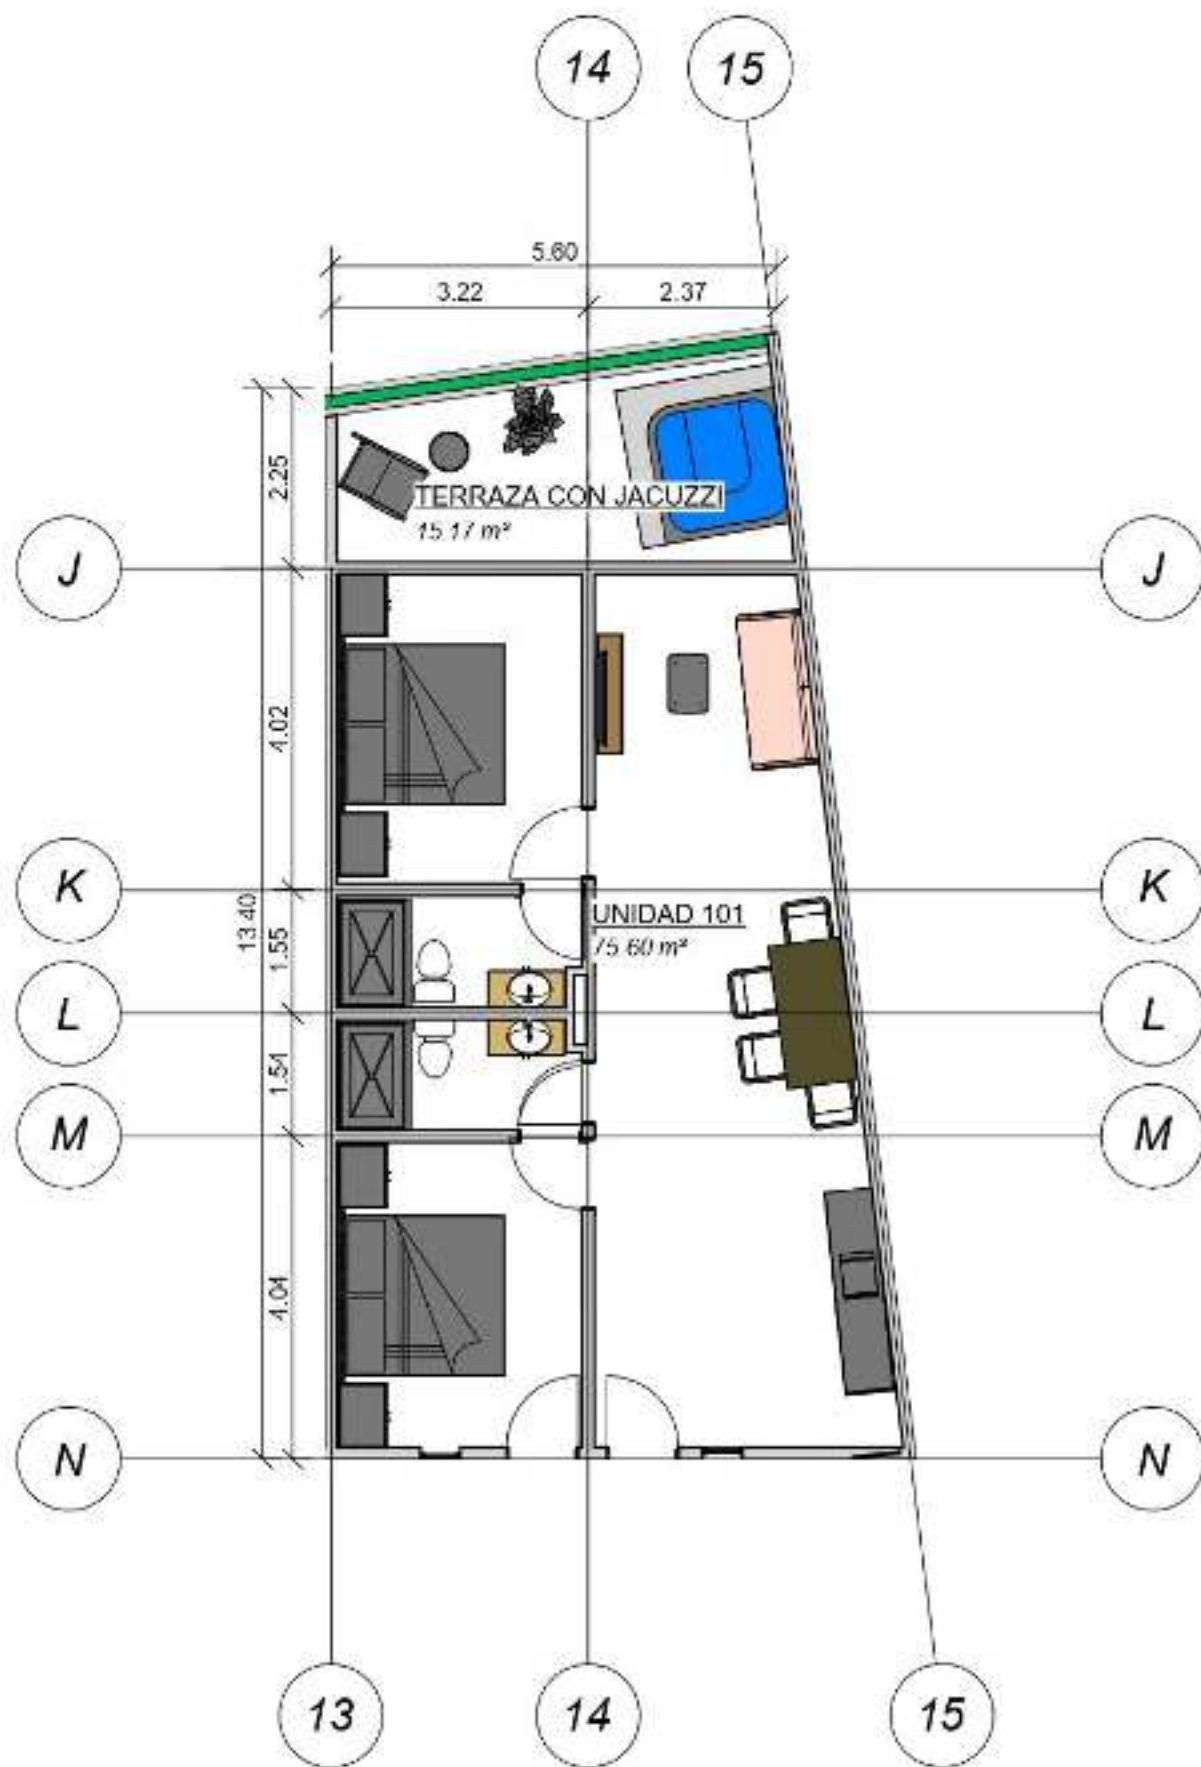 14
15
5.60
3.22
2.37
2.25
TERRAZA CON JACUZZI
15.17 m²
J
J
4.02
K
K
13.40
UNIDAD 101
75.60 m²
1.55
L
L
1.54
M
M
4.04
N
N
13
14
15